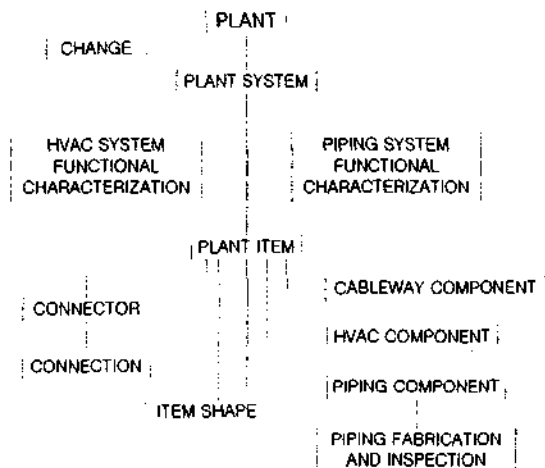 PLANT
CHANGE
PLANT SYSTEM
HVAC SYSTEM
FUNCTIONAL
CHARACTERIZATION
PIPING SYSTEM
FUNCTIONAL
CHARACTERIZATION
PLANT ITEM
CABLEWAY COMPONENT
CONNECTOR
HVAC COMPONENT
CONNECTION
PIPING COMPONENT
ITEM SHAPE
PIPING FABRICATION
AND INSPECTION